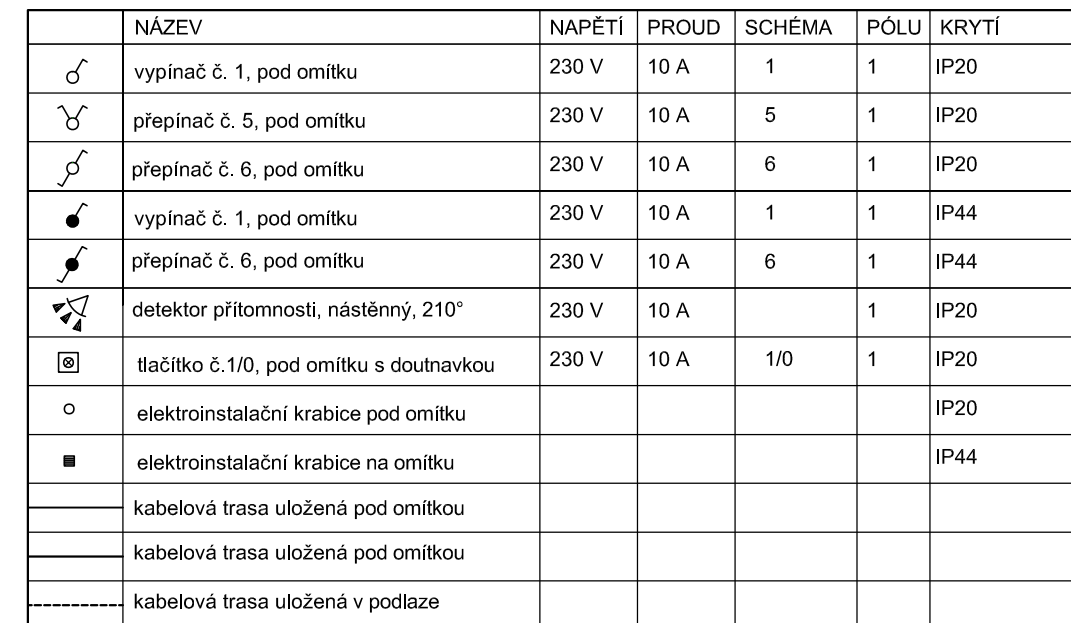 NÁZEV NAPĚTÍ PROUD SCHÉMA PÓLU KRYTÍ
vypínač č. 1, pod omítku 230 V 10 A 1 1 IP20
přepínač č. 5, pod omítku 230 V 10 A 5 1 IP20
přepínač č. 6, pod omítku 230 V 10 A 6 1 IP20
vypínač č. 1, pod omítku 230 V 10 A 1 1 IP44
přepínač č. 6, pod omítku 230 V 10 A 6 1 IP44
detektor přítomnosti, nástěnný, 210° 230 V 10 A 1 IP20
tlačítko č.1/0, pod omítku s doutnavkou 230 V 10 A 1/0 1 IP20
elektroinstalační krabice pod omítku IP20
elektroinstalační krabice na omítku IP44
kabelová trasa uložená pod omítkou
kabelová trasa uložená pod omítkou
kabelová trasa uložená v podlaze